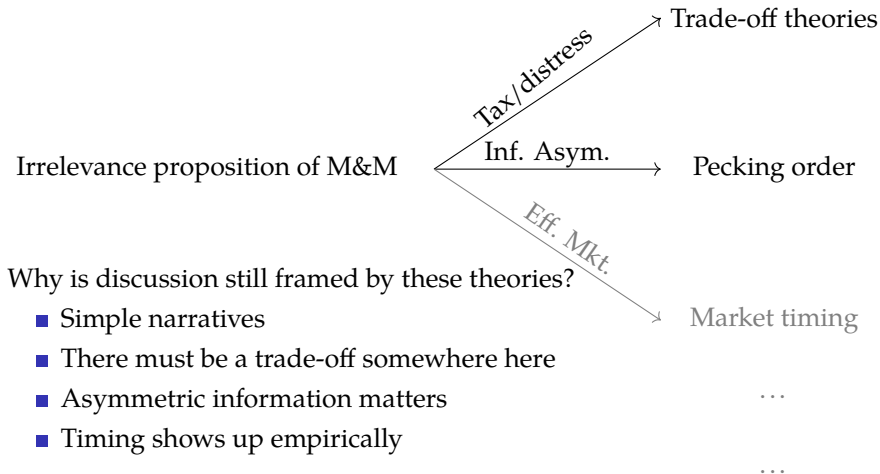 Trade-off theories
Tax/distress
Irrelevance proposition of M&M
Inf. Asym.
Pecking order
Eff. Mkt.
Market timing
Why is discussion still framed by these theories?
Simple narratives
There must be a trade-off somewhere here
Asymmetric information matters
Timing shows up empirically
...
...